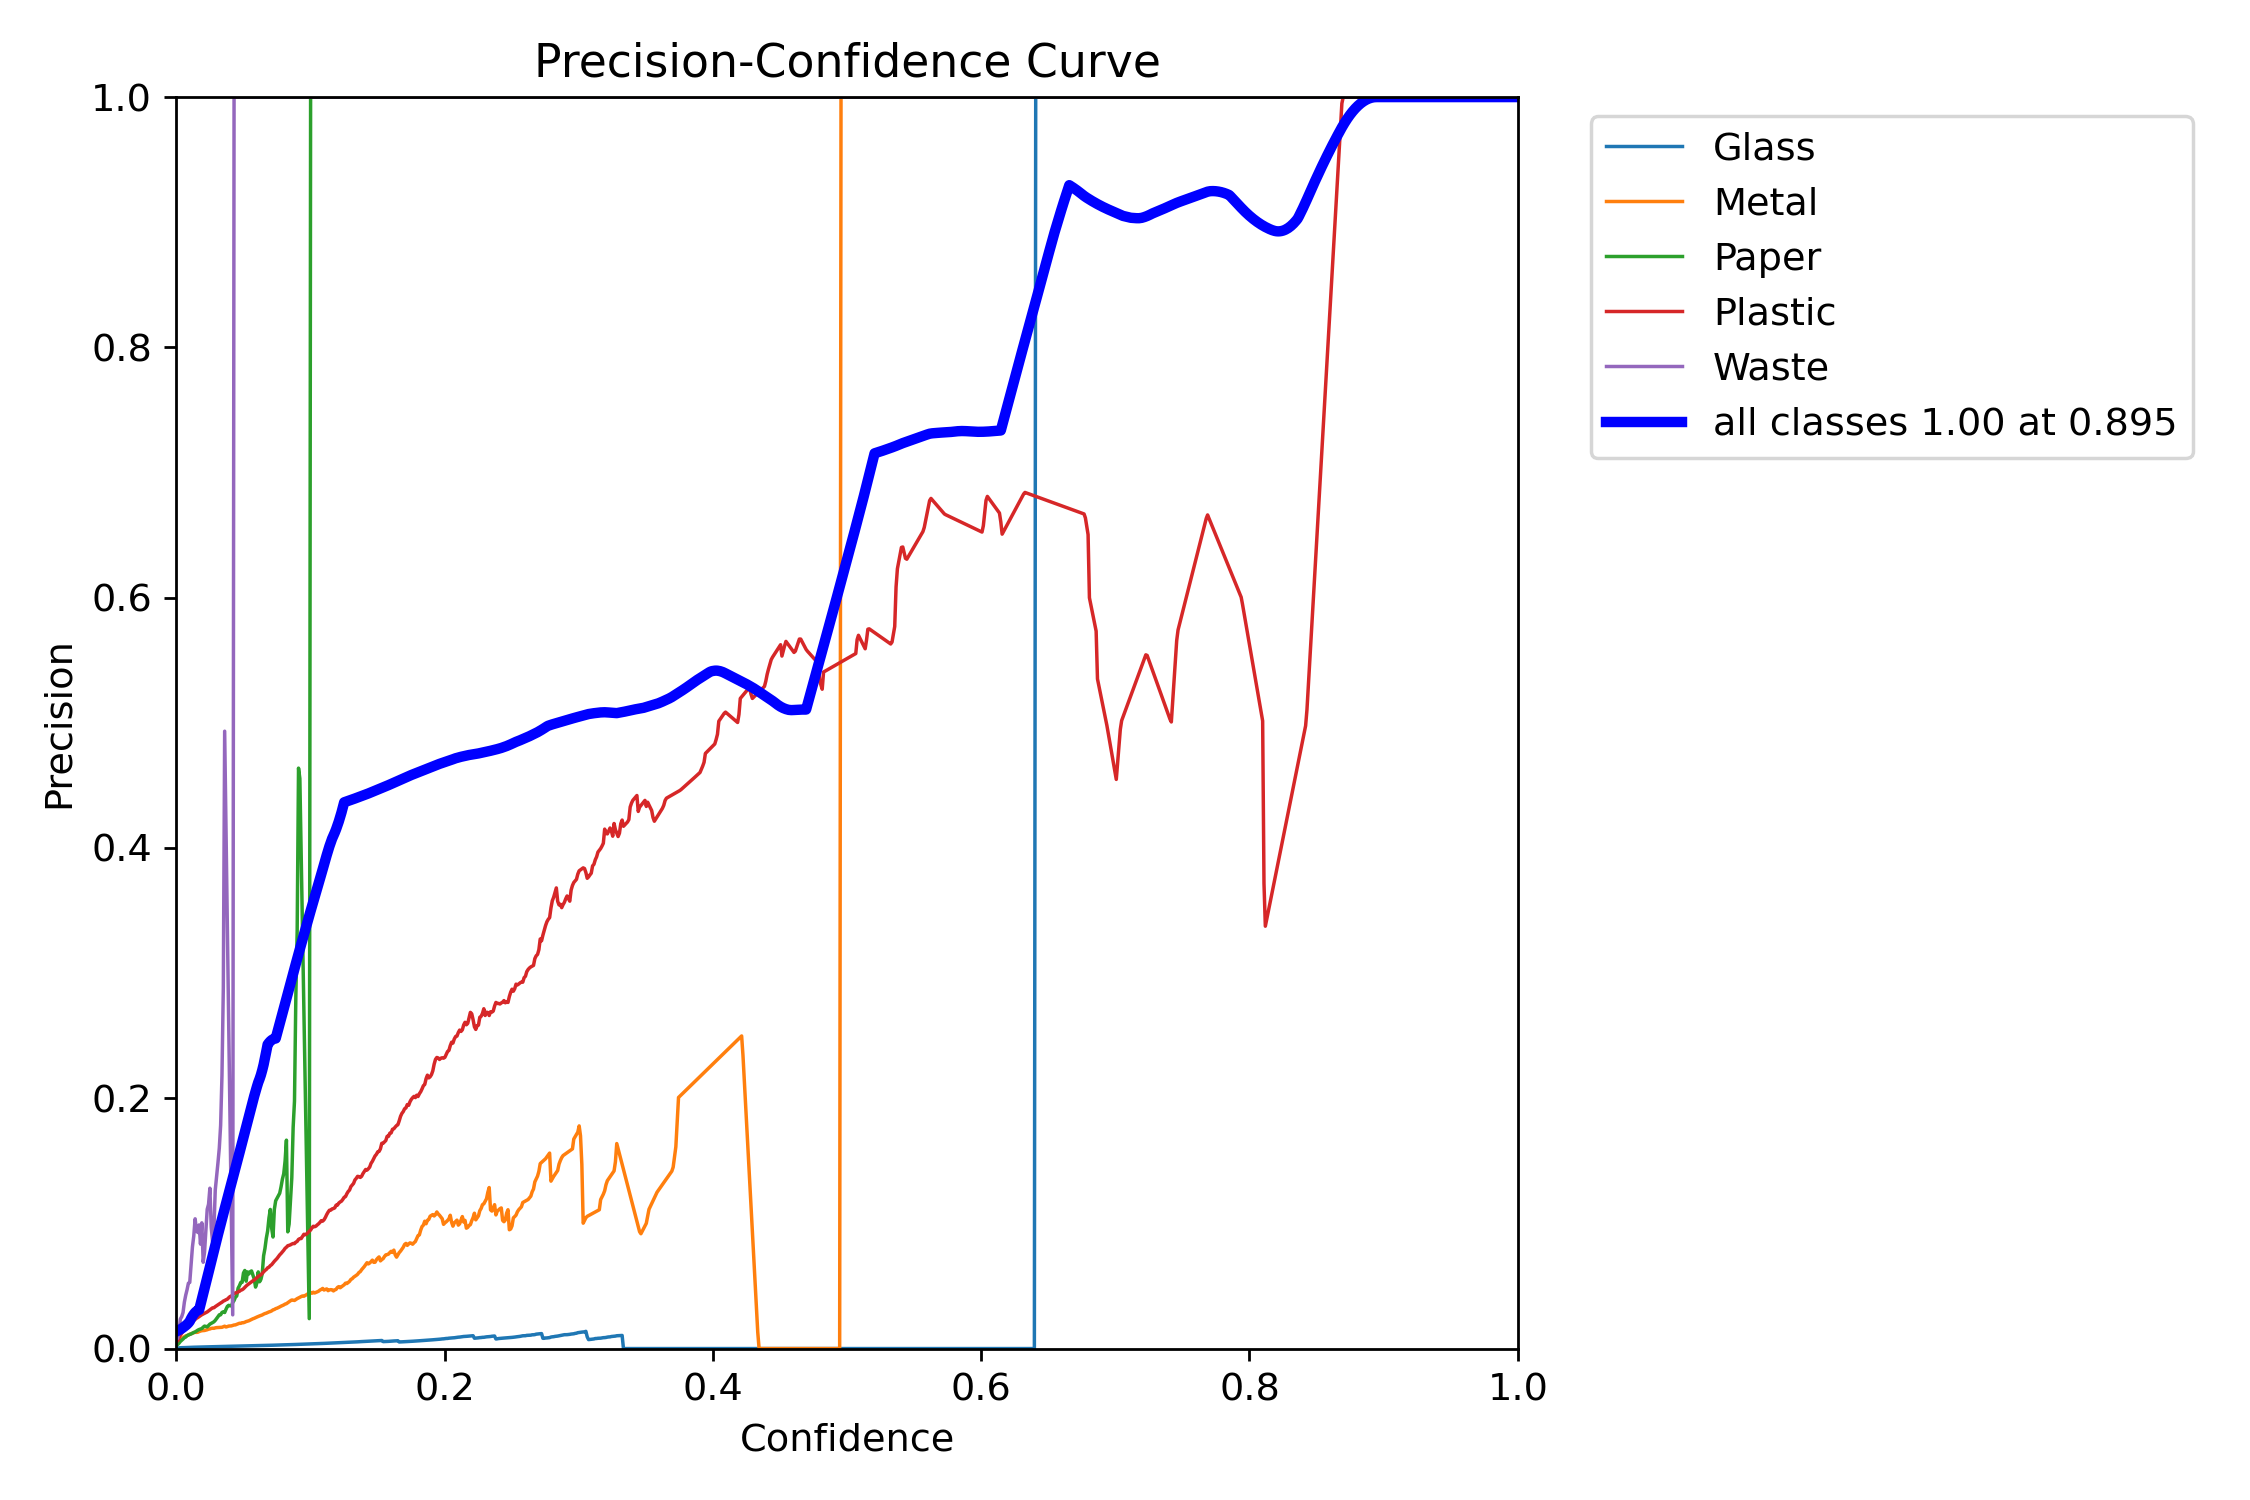 Precision-Confidence Curve
1.0
0.8
0.6
0.4
0.2
0.0
Precision
0.0 0.2 0.4 0.6 0.8 1.0
Confidence
Glass
Metal
Paper
Plastic
Waste
all classes 1.00 at 0.895